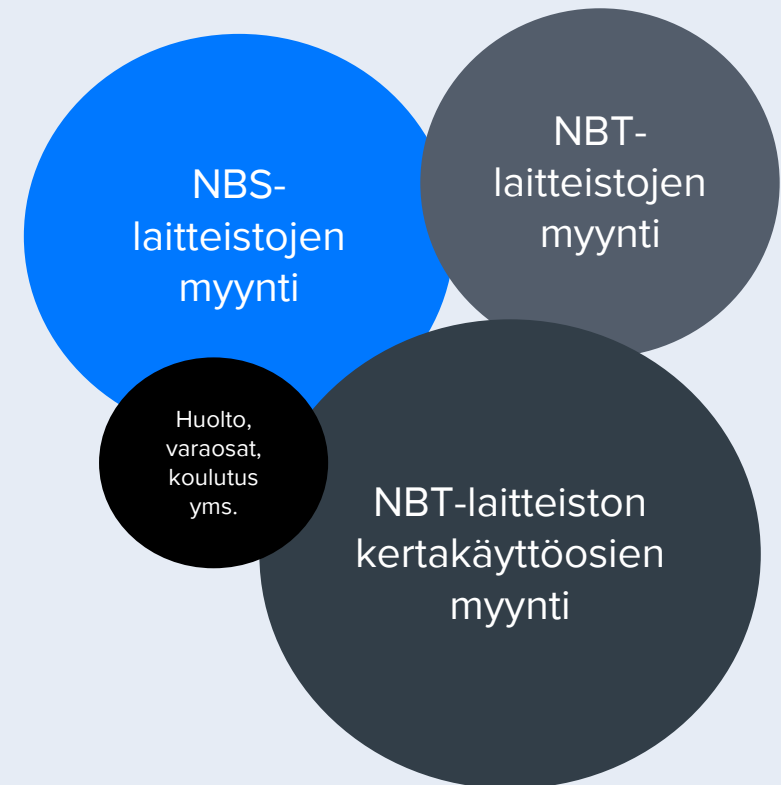 NBS-
laitteistojen
myynti
NBT-
laitteistojen
myynti
Huolto,
varaosat,
koulutus
yms.
NBT-laitteiston
kertakäyttöosien
myynti